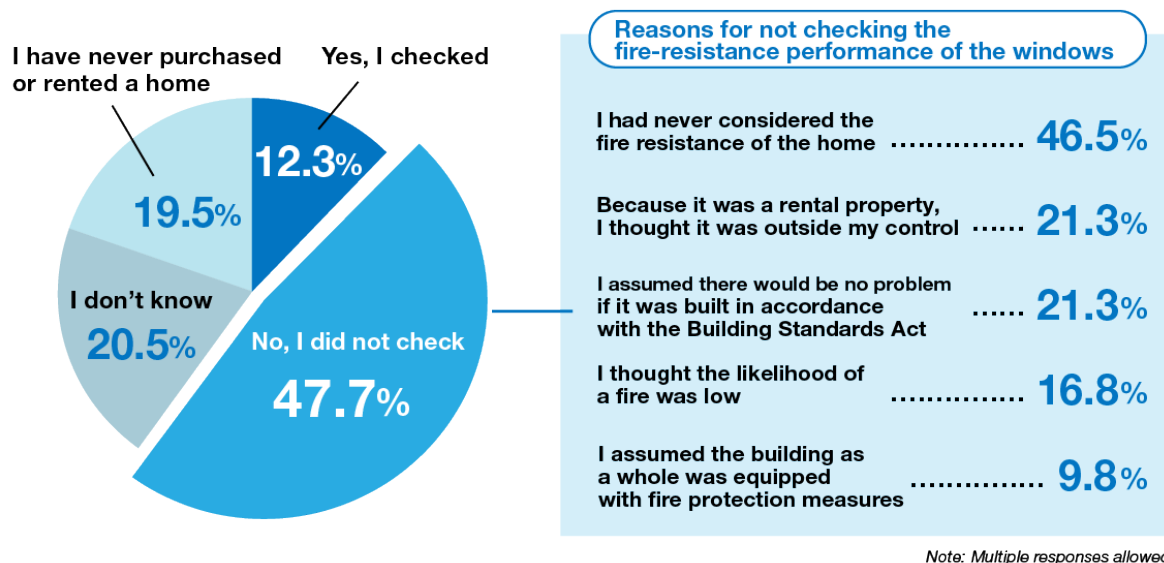 I have never purchased
or rented a home
Yes, I checked
12.3%
19.5%
I don't know
20.5%
No, I did not check
47.7%
Reasons for not checking the
fire-resistance performance of the windows
I had never considered the
fire resistance of the home ............... 46.5%
Because it was a rental property,
I thought it was outside my control ...... 21.3%
I assumed there would be no problem
if it was built in accordance
with the Building Standards Act ...... 21.3%
I thought the likelihood of
a fire was low ............... 16.8%
I assumed the building as
a whole was equipped
with fire protection measures ............... 9.8%
Note: Multiple responses allowed